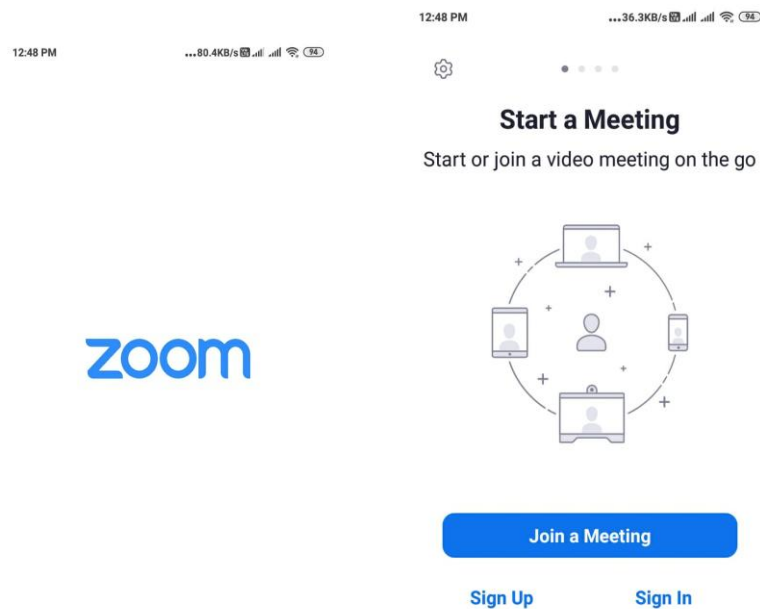 12:48 PM ...80.4KB/s 94
zoom
12:48 PM ...36.3KB/s 94
Start a Meeting
Start or join a video meeting on the go
Join a Meeting
Sign Up Sign In